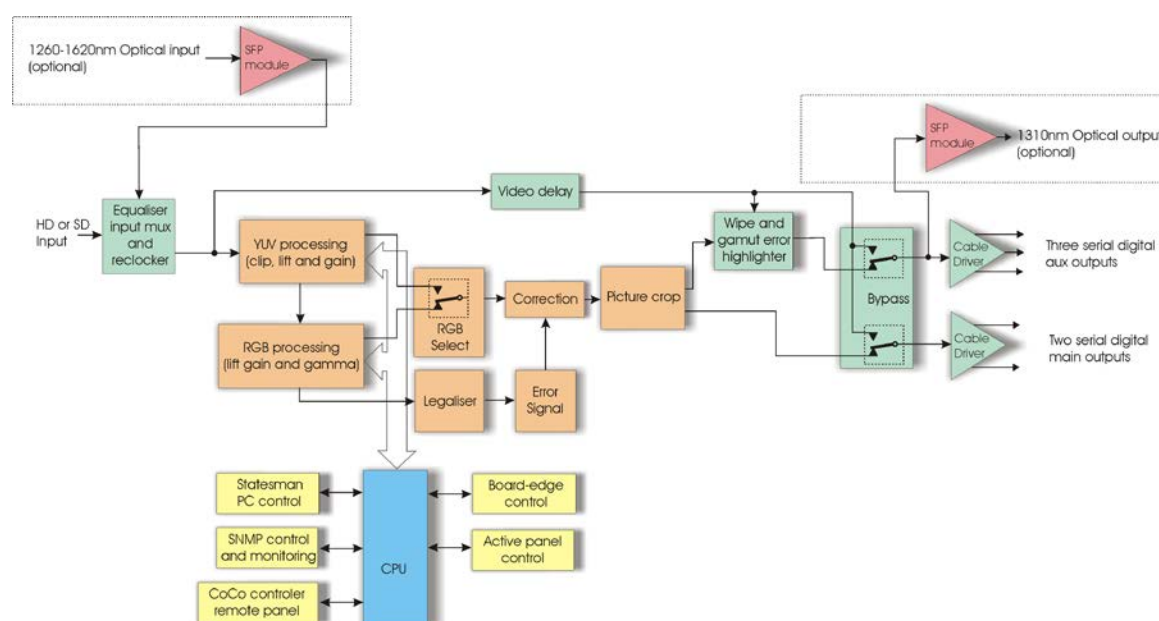 1260-1620nm Optical input
(optional)
SFP
module
SFP
module
1310nm Optical output
(optional)
Video delay
HD or SD
Input
Equaliser
input mux
and
reclocker
YUV processing
(clip, lift and gain)
Wipe and
gamut error
highlighter
Cable
Driver
Three serial digital
aux outputs
RGB
Select
Correction
Picture crop
Bypass
RGB processing
(lift gain and gamma)
Cable
Driver
Two serial digital
main outputs
Legaliser
Error
Signal
Statesman
PC control
Board-edge
control
SNMP control
and monitoring
CPU
Active panel
control
CoCo controler
remote panel